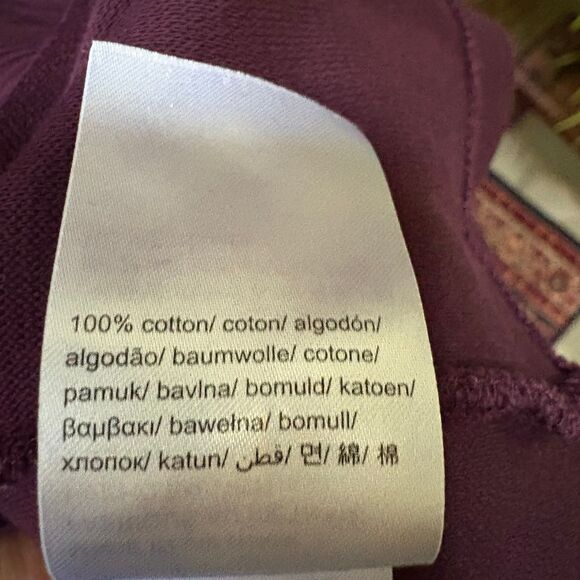 100% cotton/ coton/ algodón/
algodão/ baumwolle/ cotone/
pamuk/ bavlna/ bomuld/ katoen/
βαμβακι/ bawełna/ bomull/
хлопок/ katun/ قطن/ 면/ 綿/ 棉